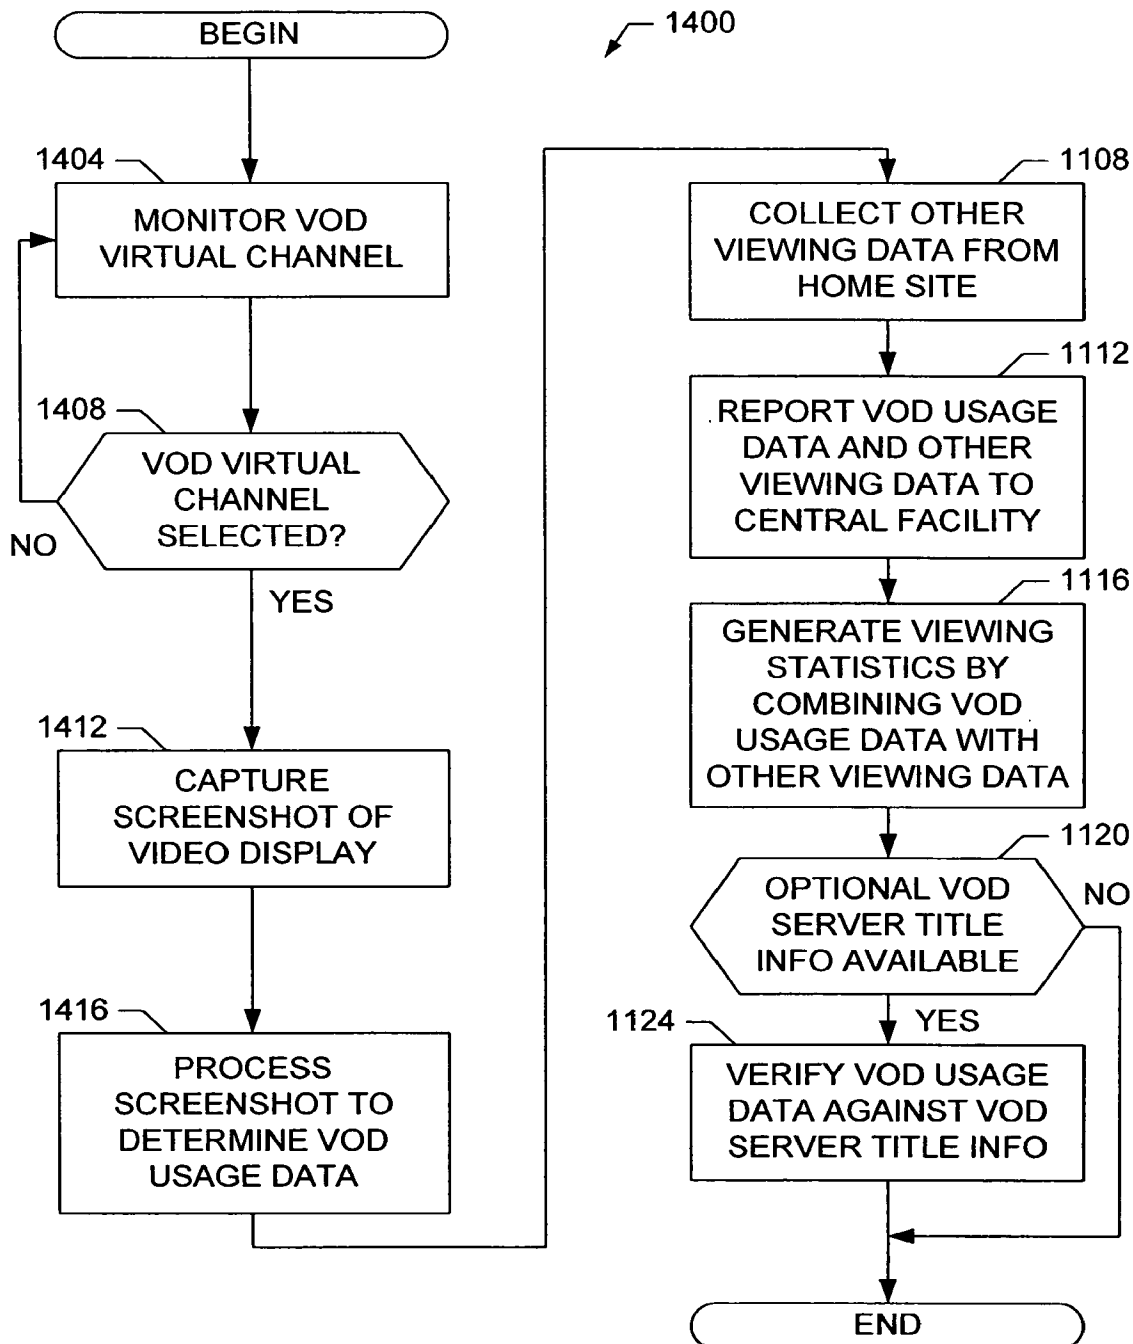 BEGIN
1400
1404
MONITOR VOD
VIRTUAL CHANNEL
1408
VOD VIRTUAL
CHANNEL
SELECTED?
NO
YES
1412
CAPTURE
SCREENSHOT OF
VIDEO DISPLAY
1416
PROCESS
SCREENSHOT TO
DETERMINE VOD
USAGE DATA
1108
COLLECT OTHER
VIEWING DATA FROM
HOME SITE
1112
REPORT VOD USAGE
DATA AND OTHER
VIEWING DATA TO
CENTRAL FACILITY
1116
GENERATE VIEWING
STATISTICS BY
COMBINING VOD
USAGE DATA WITH
OTHER VIEWING DATA
1120
OPTIONAL VOD
SERVER TITLE
INFO AVAILABLE
NO
YES
1124
VERIFY VOD USAGE
DATA AGAINST VOD
SERVER TITLE INFO
END